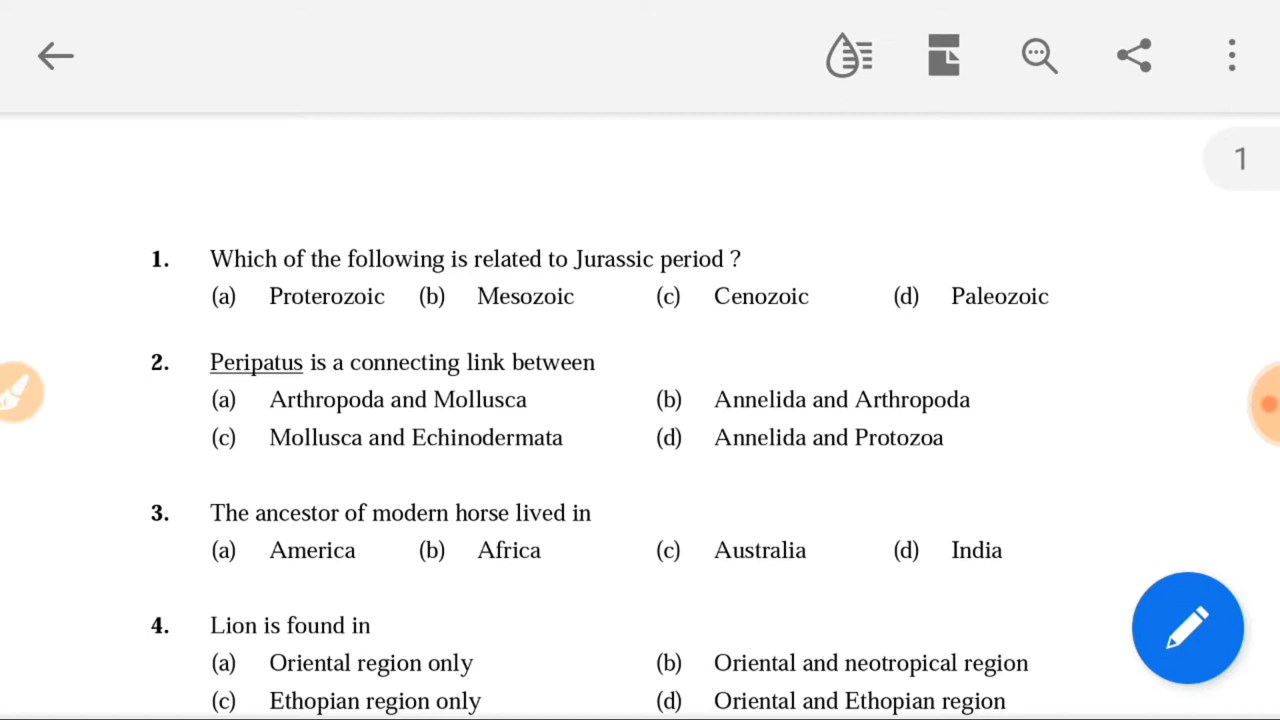 1
1. Which of the following is related to Jurassic period ?
(a) Proterozoic (b) Mesozoic (c) Cenozoic (d) Paleozoic
2. Peripatus is a connecting link between
(a) Arthropoda and Mollusca (b) Annelida and Arthropoda
(c) Mollusca and Echinodermata (d) Annelida and Protozoa
3. The ancestor of modern horse lived in
(a) America (b) Africa (c) Australia (d) India
4. Lion is found in
(a) Oriental region only (b) Oriental and neotropical region
(c) Ethopian region only (d) Oriental and Ethopian region